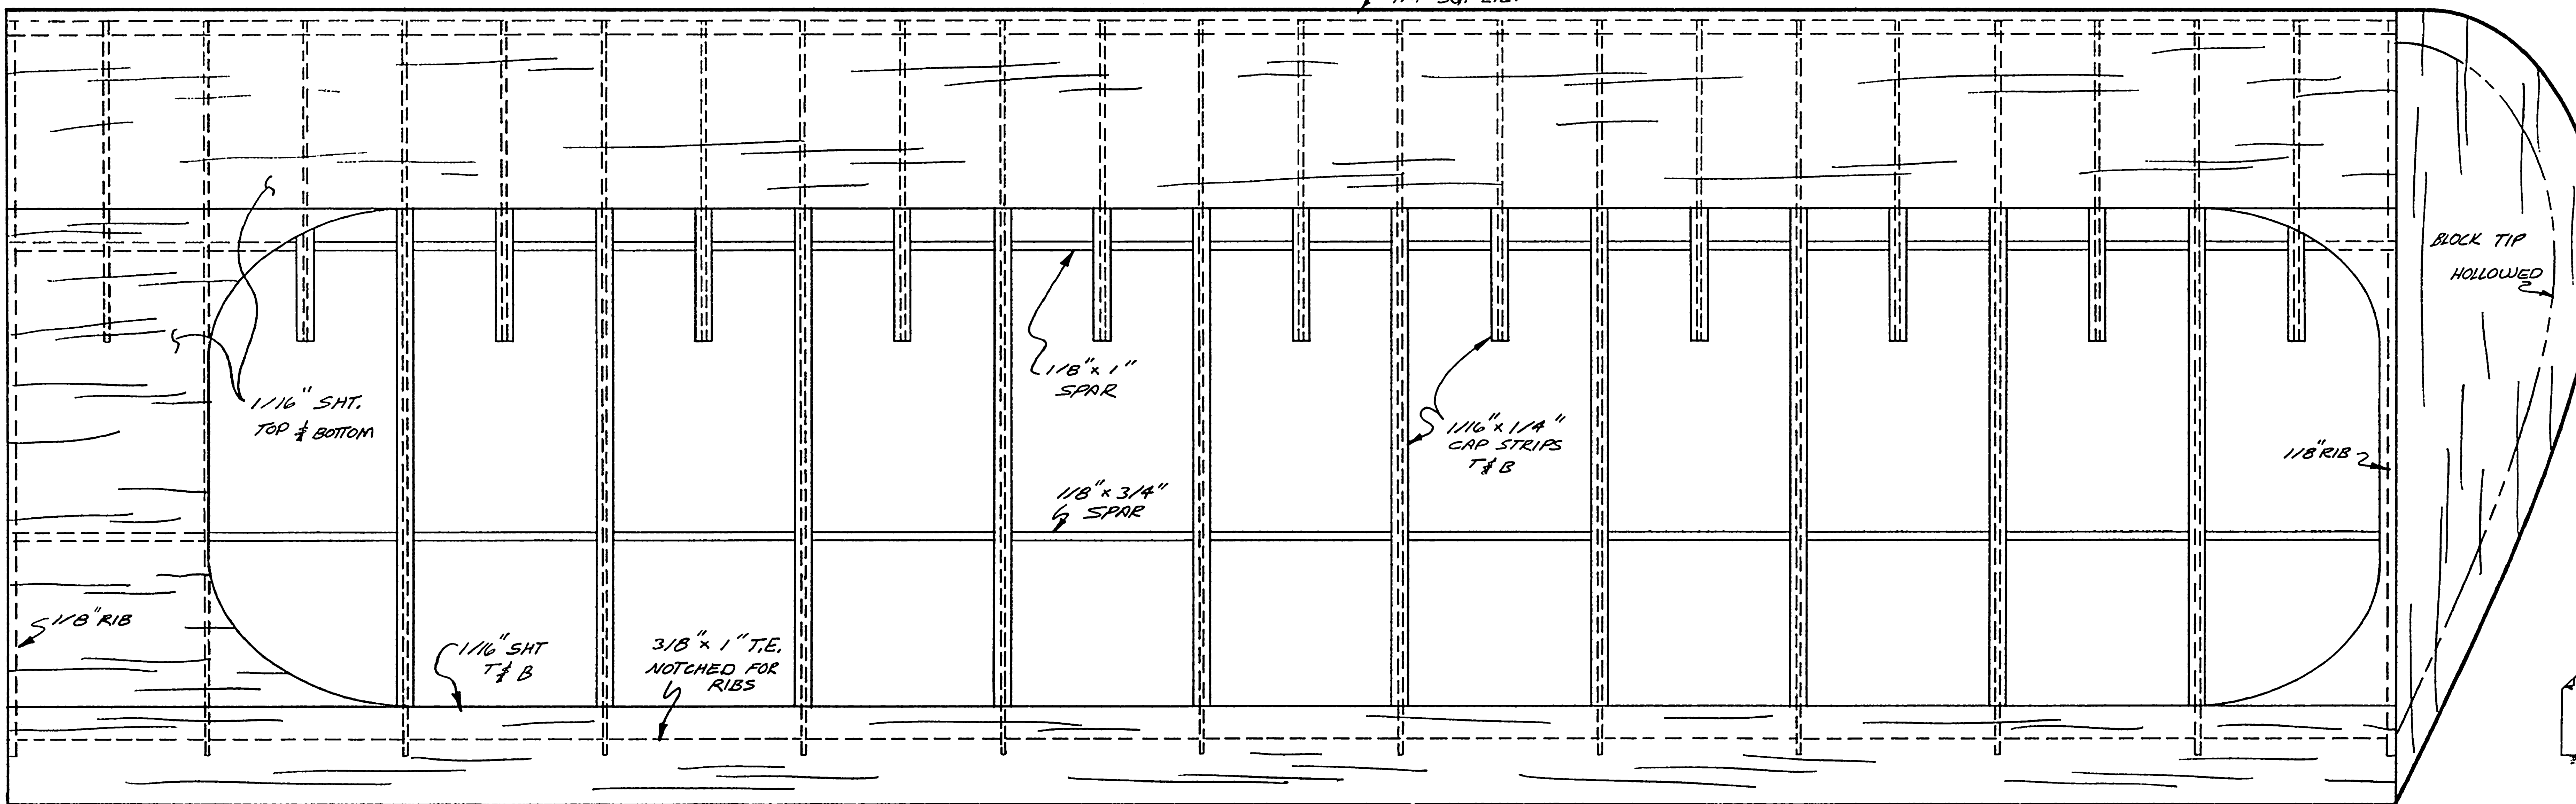 BLOCK TIP
HOLLOWED
1/8" x 1"
SPAR
1/16" SHT.
TOP & BOTTOM
1/16" x 1/4"
CAP STRIPS
T & B
1/8" RIB
1/8" x 3/4"
SPAR
1/8" RIB
1/16" SHT
T & B
3/8" x 1" T.E.
NOTCHED FOR
RIBS